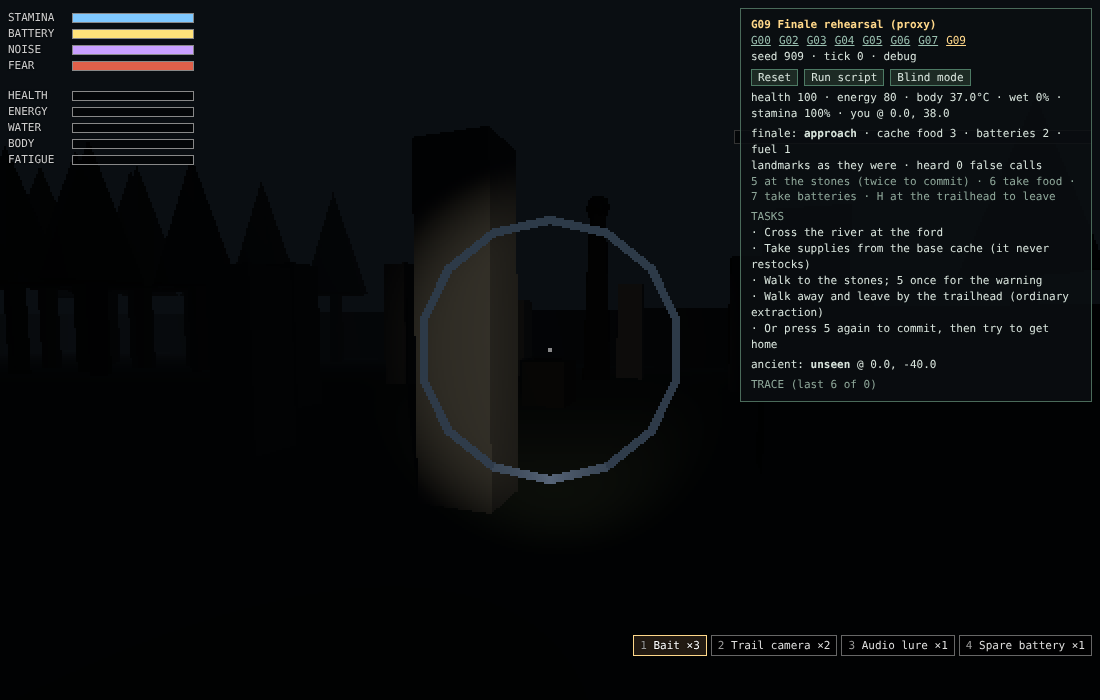 STAMINA
BATTERY
NOISE
FEAR
HEALTH
ENERGY
WATER
BODY
FATIGUE
G09 Finale rehearsal (proxy)
G00 G02 G03 G04 G05 G06 G07 G09
seed 909 · tick 0 · debug
Reset Run script Blind mode
health 100 · energy 80 · body 37.0°C · wet 0% ·
stamina 100% · you @ 0.0, 38.0
finale: approach · cache food 3 · batteries 2 ·
fuel 1
landmarks as they were · heard 0 false calls
5 at the stones (twice to commit) · 6 take food ·
7 take batteries · H at the trailhead to leave
TASKS
· Cross the river at the ford
· Take supplies from the base cache (it never
restocks)
· Walk to the stones; 5 once for the warning
· Walk away and leave by the trailhead (ordinary
extraction)
· Or press 5 again to commit, then try to get
home
ancient: unseen @ 0.0, -40.0
TRACE (last 6 of 0)
1 Bait ×3 2 Trail camera ×2 3 Audio lure ×1 4 Spare battery ×1